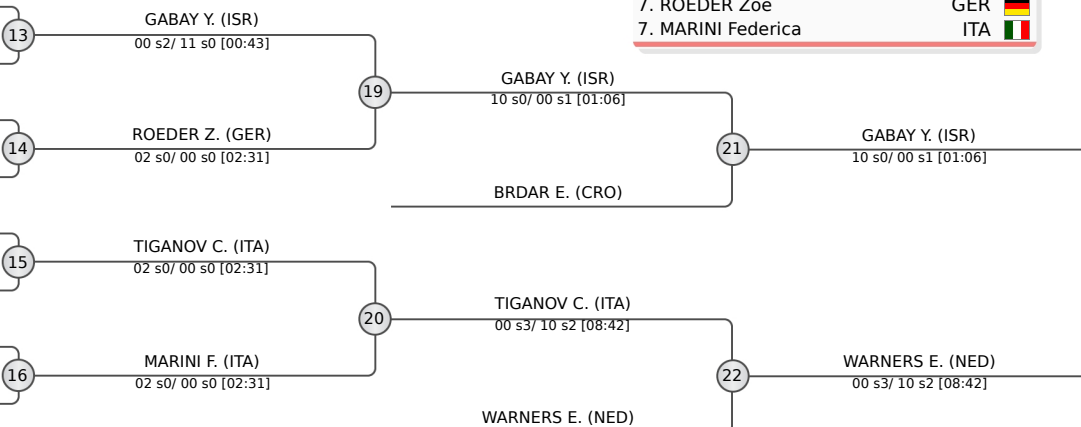 7. ROEDER Zoe GER
7. MARINI Federica ITA
GABAY Y. (ISR)
13
00 s2/ 11 s0 [00:43]
GABAY Y. (ISR)
19
10 s0/ 00 s1 [01:06]
ROEDER Z. (GER)
14
02 s0/ 00 s0 [02:31]
GABAY Y. (ISR)
21
10 s0/ 00 s1 [01:06]
BRDAR E. (CRO)
TIGANOV C. (ITA)
15
02 s0/ 00 s0 [02:31]
TIGANOV C. (ITA)
20
00 s3/ 10 s2 [08:42]
MARINI F. (ITA)
16
02 s0/ 00 s0 [02:31]
WARNERS E. (NED)
22
00 s3/ 10 s2 [08:42]
WARNERS E. (NED)